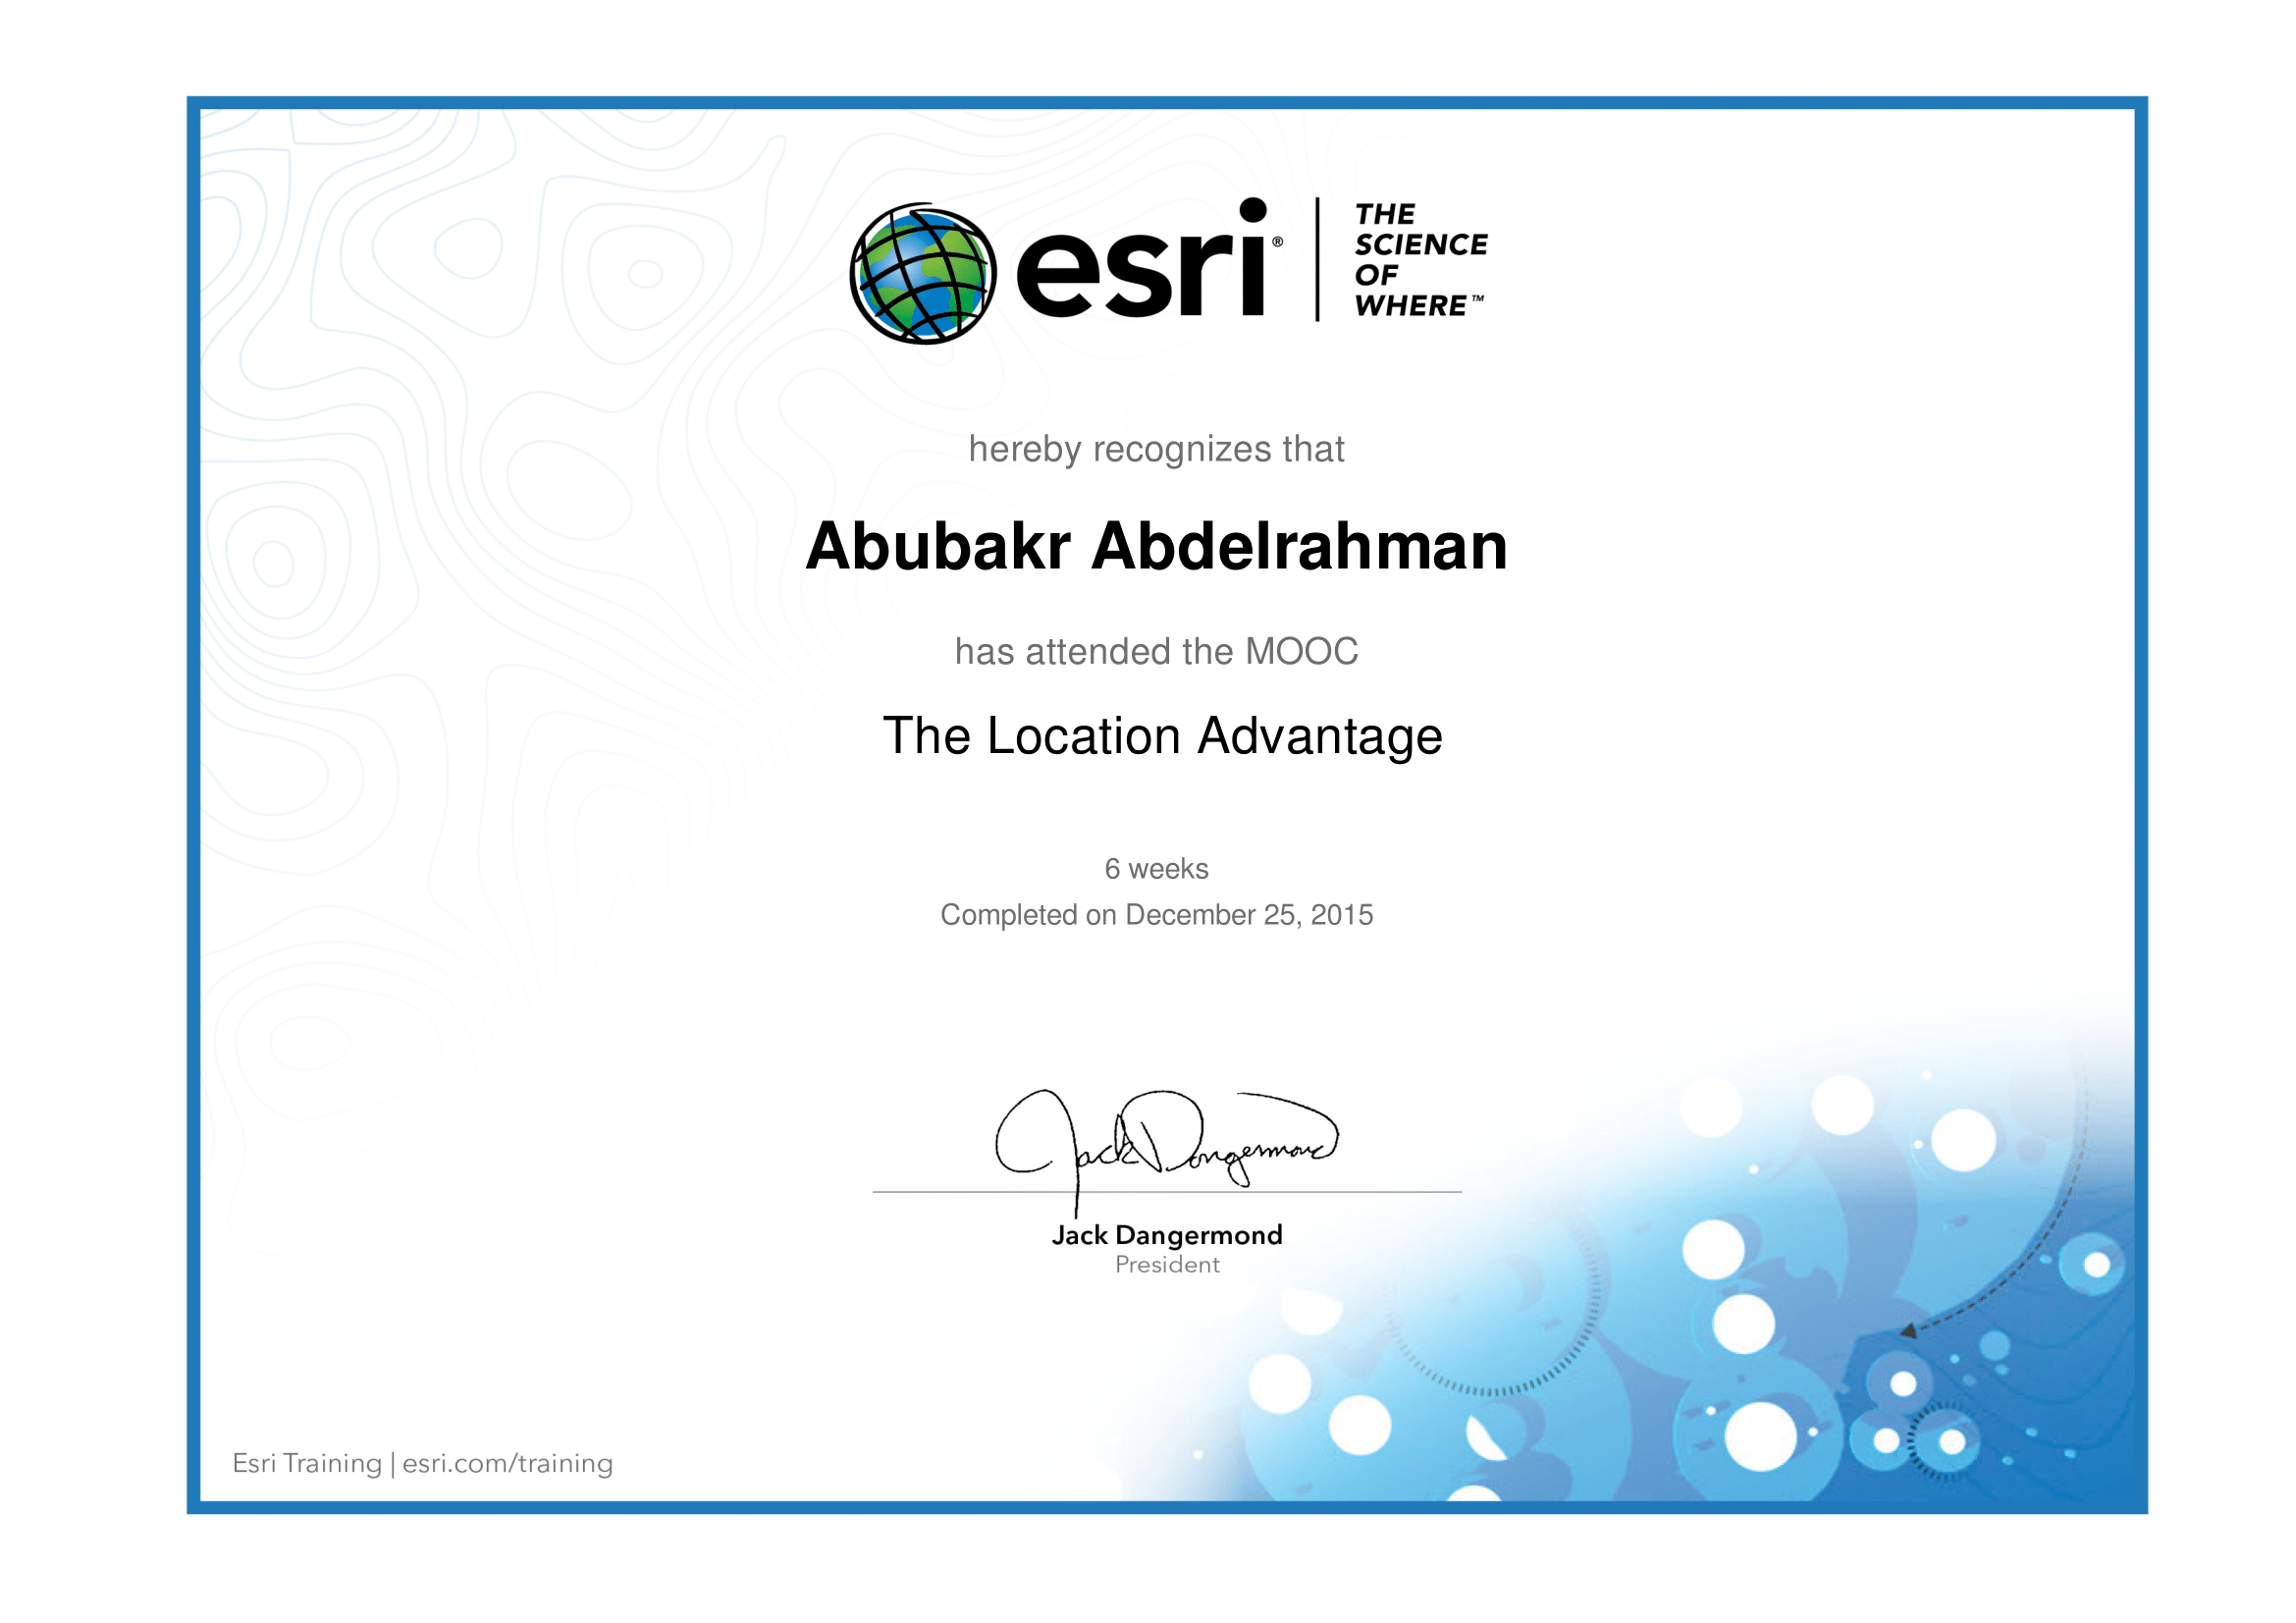 esri®
THE
SCIENCE
OF
WHERE™
hereby recognizes that
Abubakr Abdelrahman
has attended the MOOC
The Location Advantage
6 weeks
Completed on December 25, 2015
Jack Dangermond
Jack Dangermond
President
Esri Training | esri.com/training